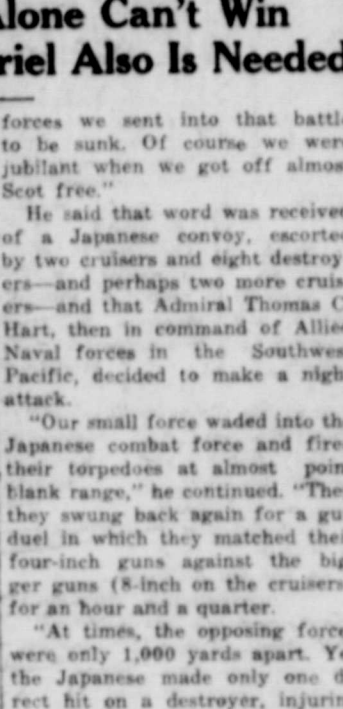 lone Can't Win
riel Also Is Needed
forces we sent into that battl
to be sunk. Of course we wer
jubilant when we got off almos
Scot free."
He said that word was receive
of a Japanese convoy, escorte
by two cruisers and eight destroy
ers—and perhaps two more cruis
ers—and that Admiral Thomas C
Hart, then in command of Allie
Naval forces in the Southwes
Pacific, decided to make a nigh
attack.
"Our small force waded into th
Japanese combat force and fire
their torpedoes at almost poin
blank range," he continued. "The
they swung back again for a gu
duel in which they matched thei
four-inch guns against the big
ger guns (8-inch on the cruisers
for an hour and a quarter.
"At times, the opposing force
were only 1,000 yards apart. Ye
the Japanese made only one d
rect hit on a destroyer, injurin